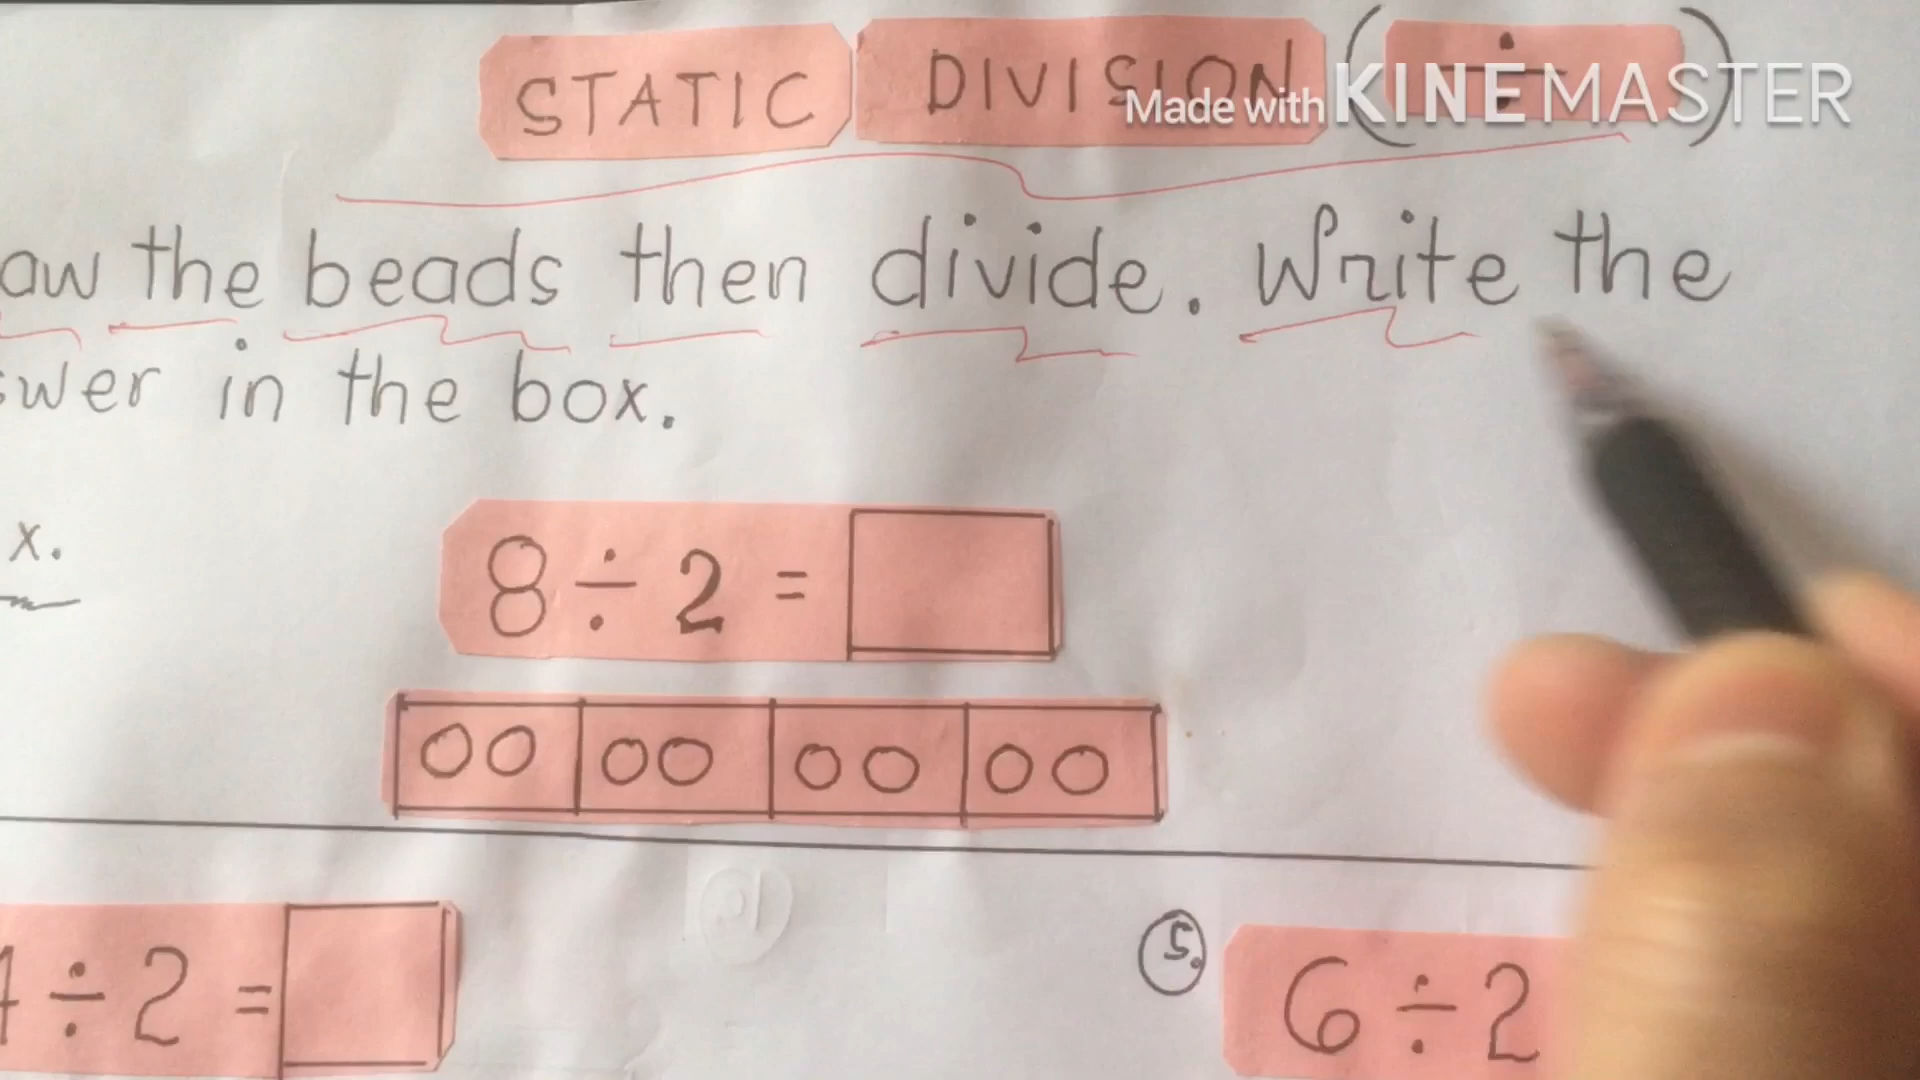 STATIC DIVISION (÷)
Made with KINEMASTER
aw the beads then divide. Write the
swer in the box.
x.
8 ÷ 2 =
4 ÷ 2 =
5.
6 ÷ 2